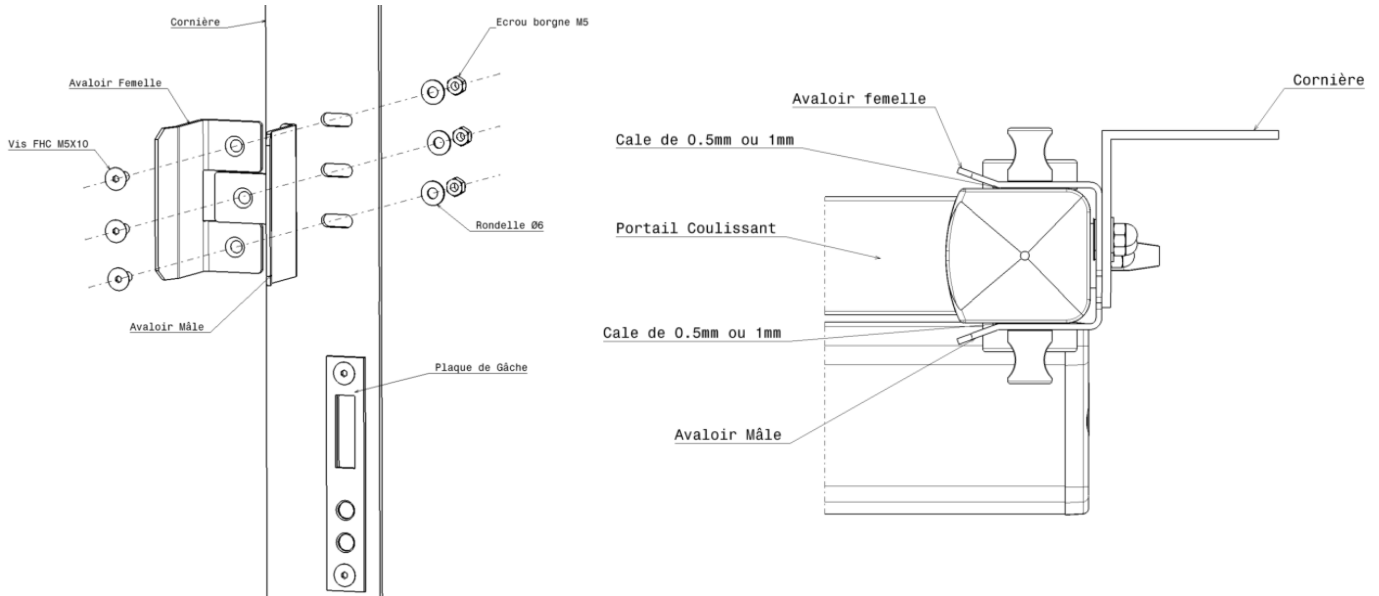 Cornière
Ecrou borgne M5
Avaloir Femelle
Vis FHC M5X10
Rondelle Ø6
Avaloir Mâle
Plaque de Gâche
Cornière
Avaloir femelle
Cale de 0.5mm ou 1mm
Portail Coulissant
Cale de 0.5mm ou 1mm
Avaloir Mâle